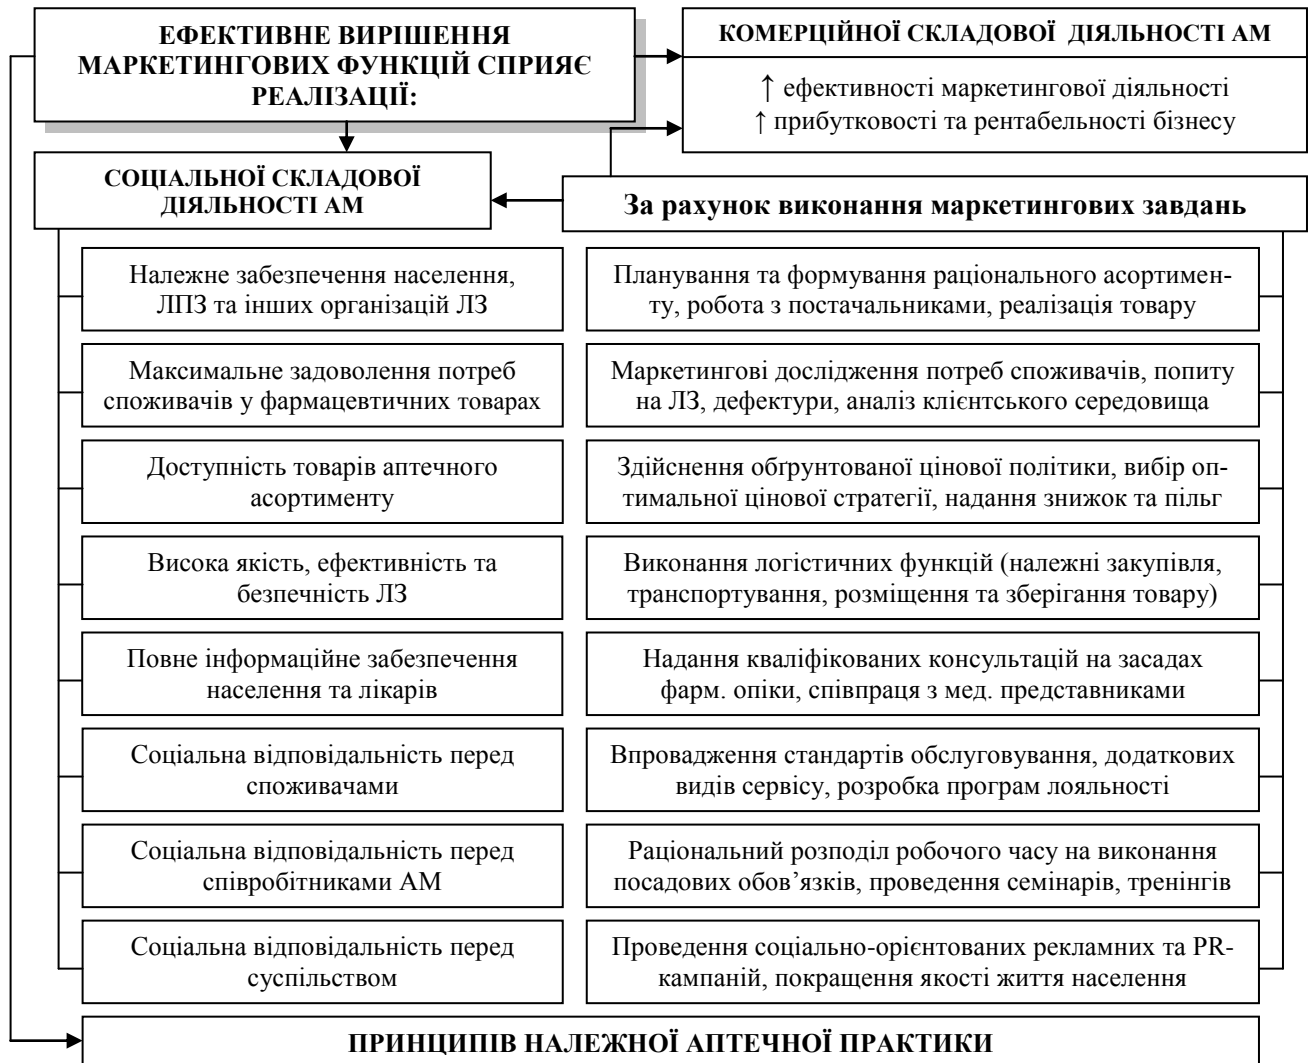 ЕФЕКТИВНЕ ВИРІШЕННЯ
МАРКЕТИНГОВИХ ФУНКЦІЙ СПРИЯЄ
РЕАЛІЗАЦІЇ:
КОМЕРЦІЙНОЇ СКЛАДОВОЇ ДІЯЛЬНОСТІ АМ
↑ ефективності маркетингової діяльності
↑ прибутковості та рентабельності бізнесу
СОЦІАЛЬНОЇ СКЛАДОВОЇ
ДІЯЛЬНОСТІ АМ
За рахунок виконання маркетингових завдань
Належне забезпечення населення,
ЛПЗ та інших організацій ЛЗ
Планування та формування раціонального асортимен-
ту, робота з постачальниками, реалізація товару
Максимальне задоволення потреб
споживачів у фармацевтичних товарах
Маркетингові дослідження потреб споживачів, попиту
на ЛЗ, дефектури, аналіз клієнтського середовища
Доступність товарів аптечного
асортименту
Здійснення обґрунтованої цінової політики, вибір оп-
тимальної цінової стратегії, надання знижок та пільг
Висока якість, ефективність та
безпечність ЛЗ
Виконання логістичних функцій (належні закупівля,
транспортування, розміщення та зберігання товару)
Повне інформаційне забезпечення
населення та лікарів
Надання кваліфікованих консультацій на засадах
фарм. опіки, співпраця з мед. представниками
Соціальна відповідальність перед
споживачами
Впровадження стандартів обслуговування, додаткових
видів сервісу, розробка програм лояльності
Соціальна відповідальність перед
співробітниками АМ
Раціональний розподіл робочого часу на виконання
посадових обов’язків, проведення семінарів, тренінгів
Соціальна відповідальність перед
суспільством
Проведення соціально-орієнтованих рекламних та PR-
кампаній, покращення якості життя населення
ПРИНЦИПІВ НАЛЕЖНОЇ АПТЕЧНОЇ ПРАКТИКИ